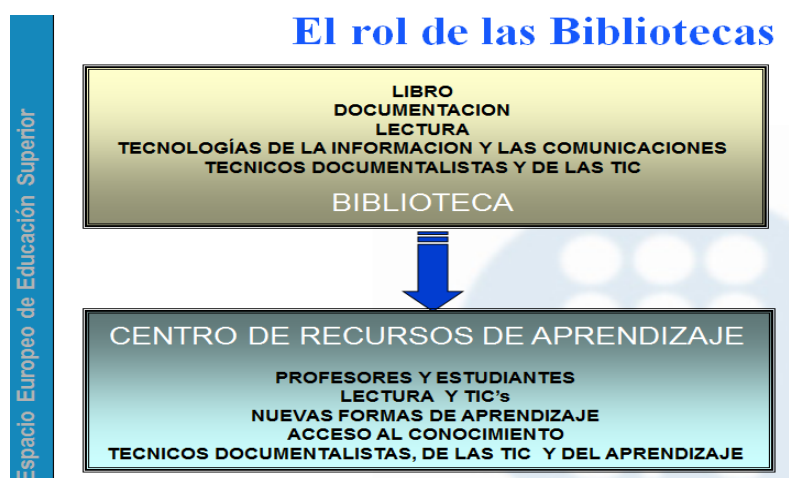 El rol de las Bibliotecas
Espacio Europeo de Educación Superior
LIBRO
DOCUMENTACION
LECTURA
TECNOLOGÍAS DE LA INFORMACION Y LAS COMUNICACIONES
TECNICOS DOCUMENTALISTAS Y DE LAS TIC
BIBLIOTECA
CENTRO DE RECURSOS DE APRENDIZAJE
PROFESORES Y ESTUDIANTES
LECTURA Y TIC's
NUEVAS FORMAS DE APRENDIZAJE
ACCESO AL CONOCIMIENTO
TECNICOS DOCUMENTALISTAS, DE LAS TIC Y DEL APRENDIZAJE